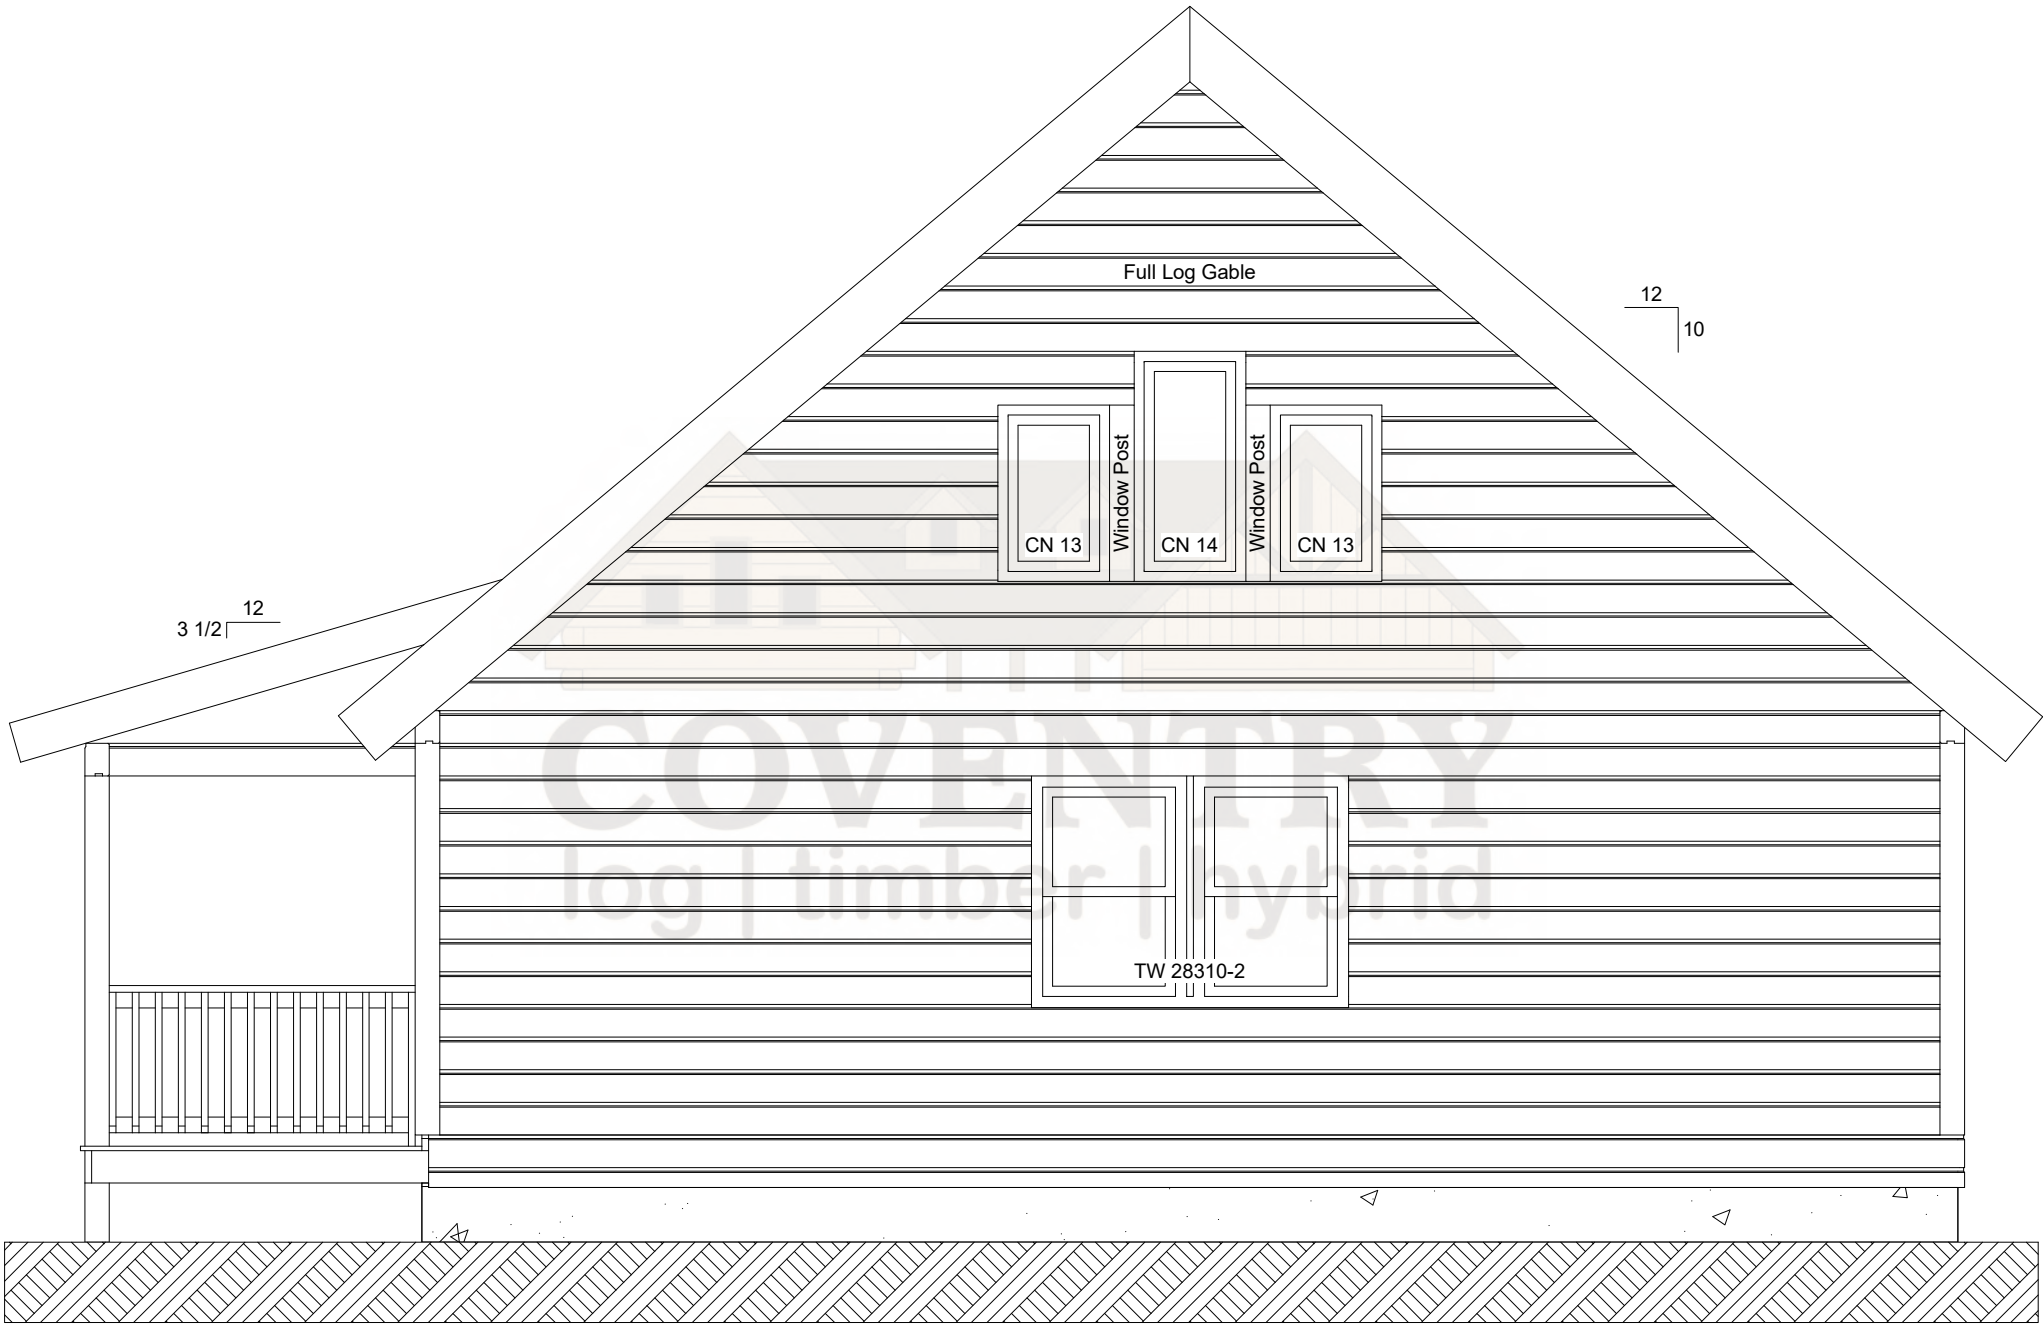 Full Log Gable
12
10
Window Post
Window Post
CN 13
CN 14
CN 13
12
3 1/2
COVENTRY
log | timber | hybrid
TW 28310-2